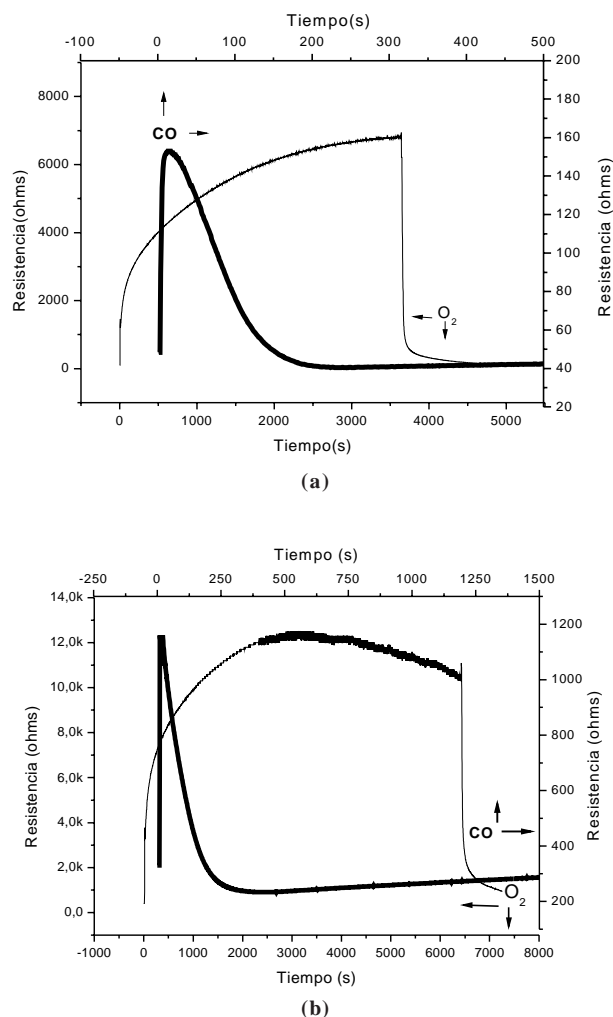 Tiempo(s)
-100 0 100 200 300 400 500
8000
6000
4000
2000
0
Resistencia(ohms)
CO
O2
200
180
160
140
120
100
80
60
40
20
Resistencia (ohms)
0 1000 2000 3000 4000 5000
Tiempo(s)
(a)
Tiempo (s)
-250 0 250 500 750 1000 1250 1500
14,0k
12,0k
10,0k
8,0k
6,0k
4,0k
2,0k
0,0
Resistencia (ohms)
CO
O2
1200
1000
800
600
400
200
Resistencia (ohms)
-1000 0 1000 2000 3000 4000 5000 6000 7000 8000
Tiempo (s)
(b)